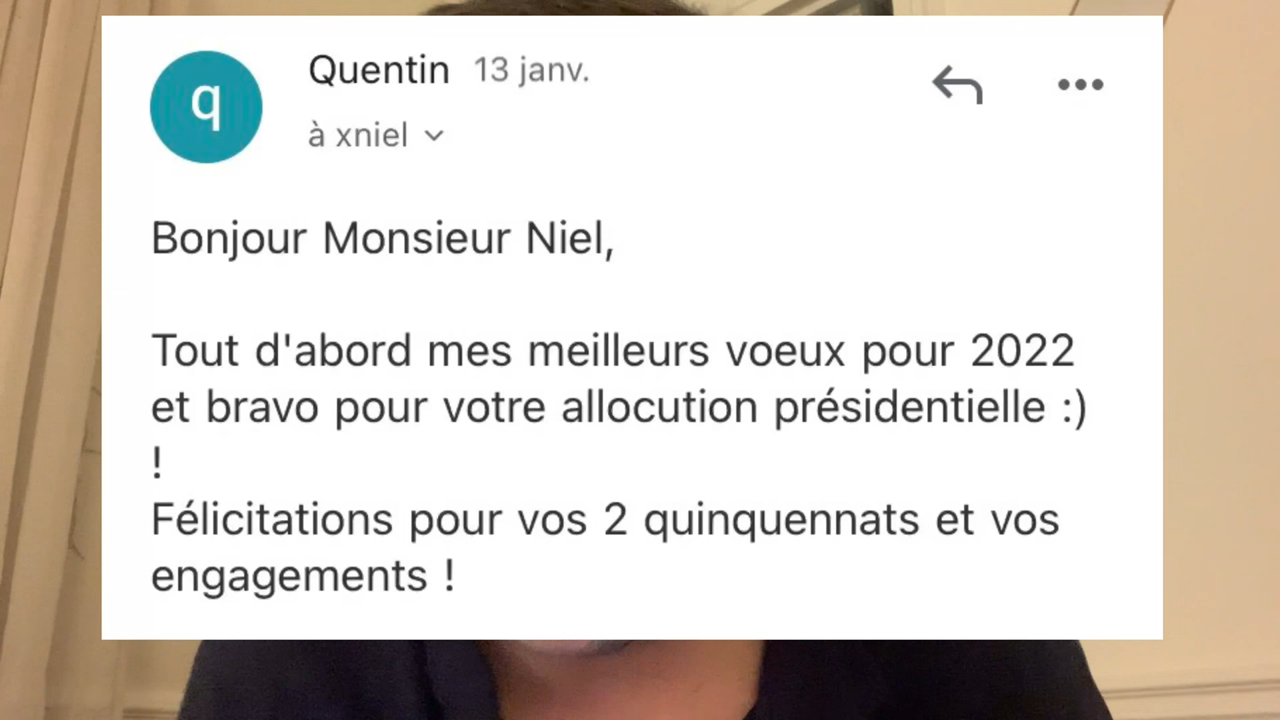 q
Quentin 13 janv.
à xniel
Bonjour Monsieur Niel,
Tout d'abord mes meilleurs voeux pour 2022
et bravo pour votre allocution présidentielle :)
!
Félicitations pour vos 2 quinquennats et vos
engagements !